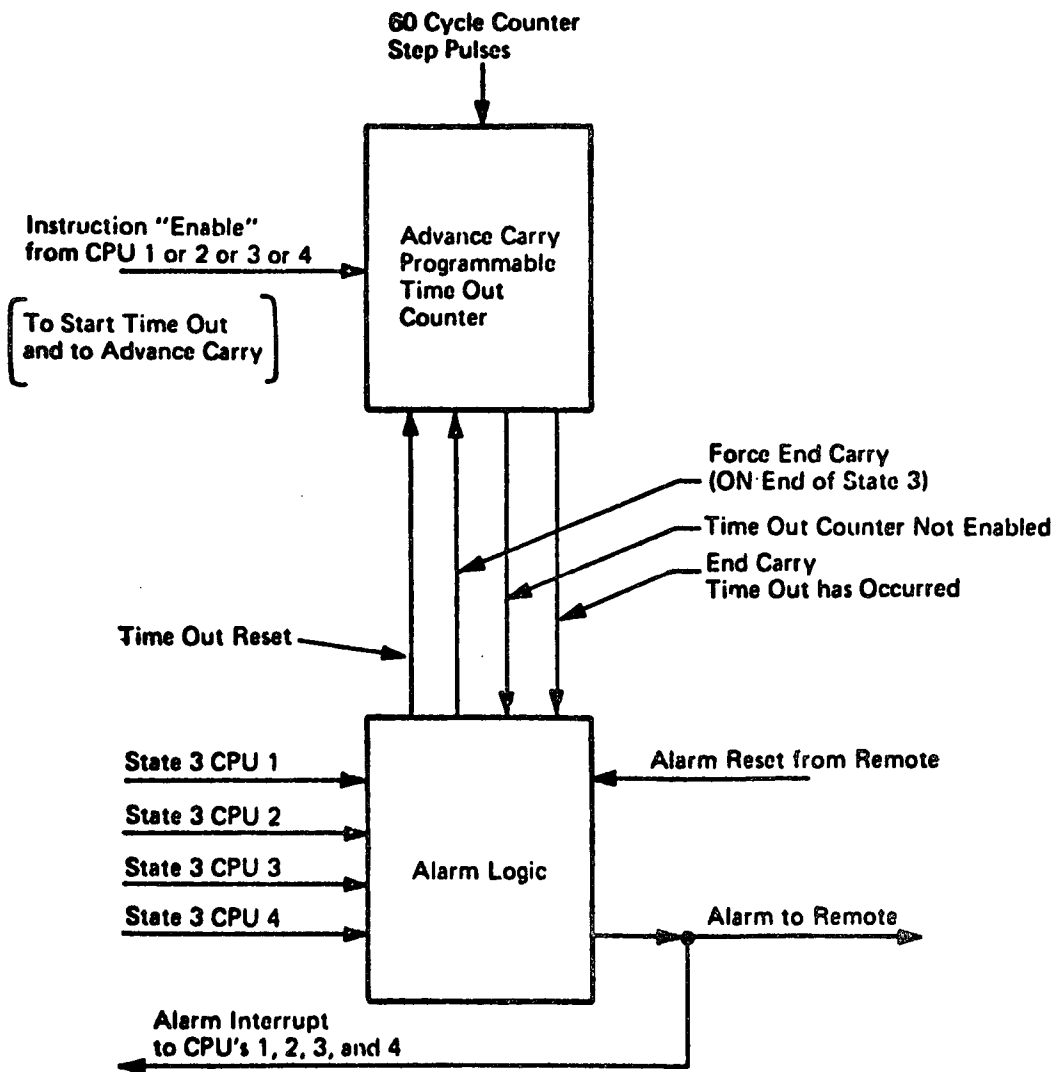 60 Cycle Counter
Step Pulses
Instruction "Enable"
from CPU 1 or 2 or 3 or 4
To Start Time Out
and to Advance Carry
Advance Carry
Programmable
Time Out
Counter
Force End Carry
(ON End of State 3)
Time Out Counter Not Enabled
End Carry
Time Out has Occurred
Time Out Reset
State 3 CPU 1
State 3 CPU 2
State 3 CPU 3
State 3 CPU 4
Alarm Logic
Alarm Reset from Remote
Alarm to Remote
Alarm Interrupt
to CPU's 1, 2, 3, and 4